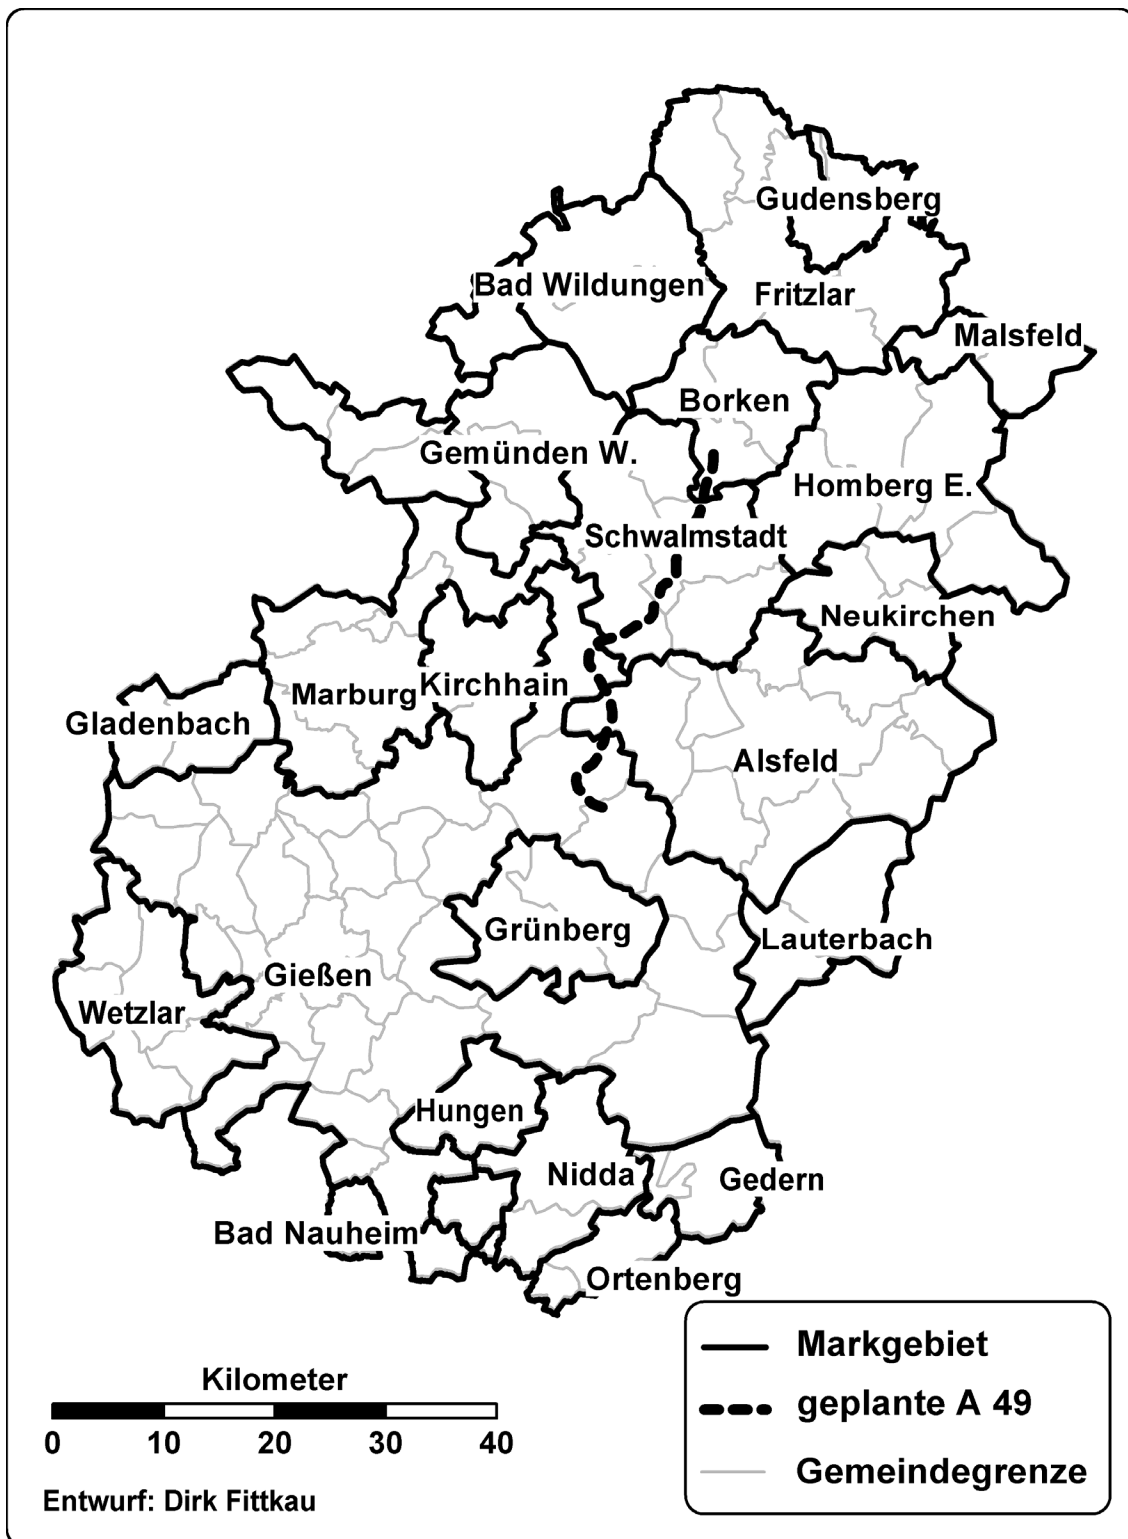 Gudensberg
Bad Wildungen
Fritzlar
Malsfeld
Borken
Gemünden W.
Homberg E.
Schwalmstadt
Neukirchen
Marburg
Kirchhain
Gladenbach
Alsfeld
Grünberg
Lauterbach
Gießen
Wetzlar
Hungen
Nidda
Gedern
Bad Nauheim
Ortenberg
Markgebiet
geplante A 49
Gemeindegrenze
Kilometer
0 10 20 30 40
Entwurf: Dirk Fittkau